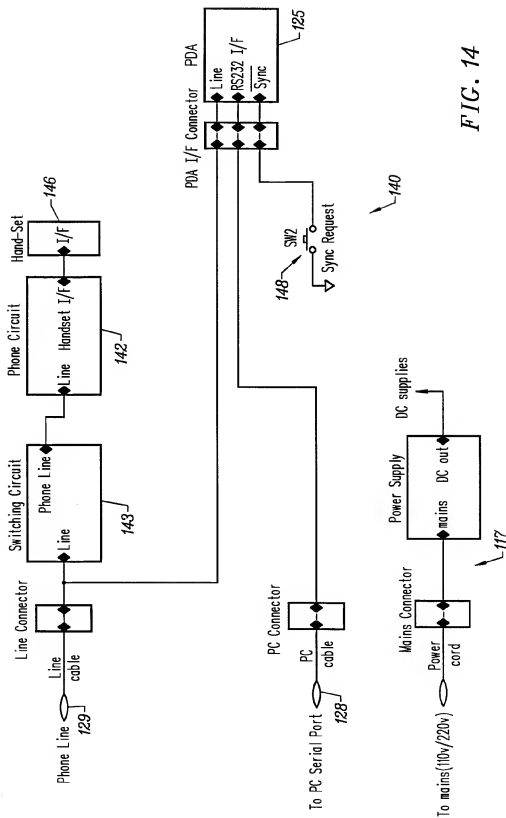 Phone Line
129
Line
cable
Line Connector
Line
Switching Circuit
Phone Line
143
Line
Phone Circuit
Handset I/F
142
Hand-Set
I/F
146
PDA I/F Connector
PDA
Line
RS232 I/F
Sync
125
SW2
148
Sync Request
140
To PC Serial Port
128
PC
cable
PC Connector
To mains(110v/220v)
Power
cord
Mains Connector
117
Power Supply
mains
DC out
DC supplies
FIG. 14